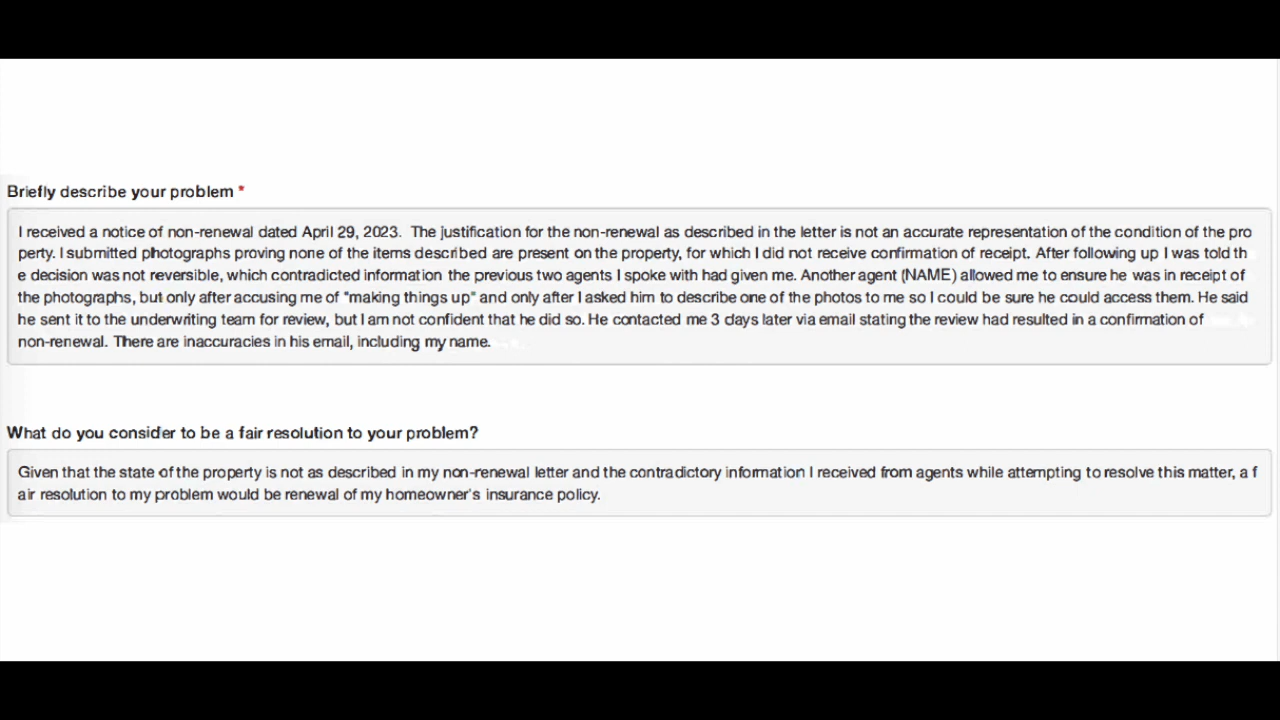 Briefly describe your problem *
I received a notice of non-renewal dated April 29, 2023.  The justification for the non-renewal as described in the letter is not an accurate representation of the condition of the pro
perty. I submitted photographs proving none of the items described are present on the property, for which I did not receive confirmation of receipt. After following up I was told th
e decision was not reversible, which contradicted information the previous two agents I spoke with had given me. Another agent (NAME) allowed me to ensure he was in receipt of
the photographs, but only after accusing me of "making things up" and only after I asked him to describe one of the photos to me so I could be sure he could access them. He said
he sent it to the underwriting team for review, but I am not confident that he did so. He contacted me 3 days later via email stating the review had resulted in a confirmation of
non-renewal. There are inaccuracies in his email, including my name.
What do you consider to be a fair resolution to your problem?
Given that the state of the property is not as described in my non-renewal letter and the contradictory information I received from agents while attempting to resolve this matter, a f
air resolution to my problem would be renewal of my homeowner's insurance policy.